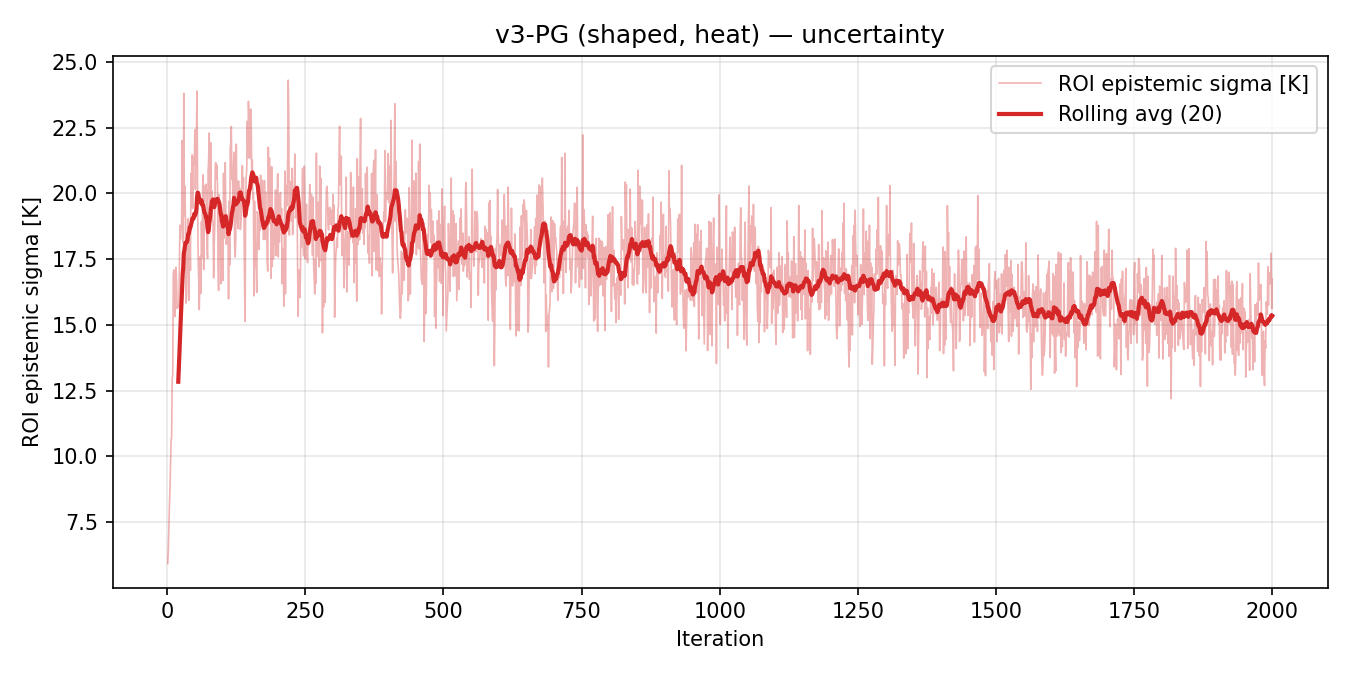 v3-PG (shaped, heat) — uncertainty
ROI epistemic sigma [K]
Rolling avg (20)
ROI epistemic sigma [K]
25.0
22.5
20.0
17.5
15.0
12.5
10.0
7.5
0 250 500 750 1000 1250 1500 1750 2000
Iteration